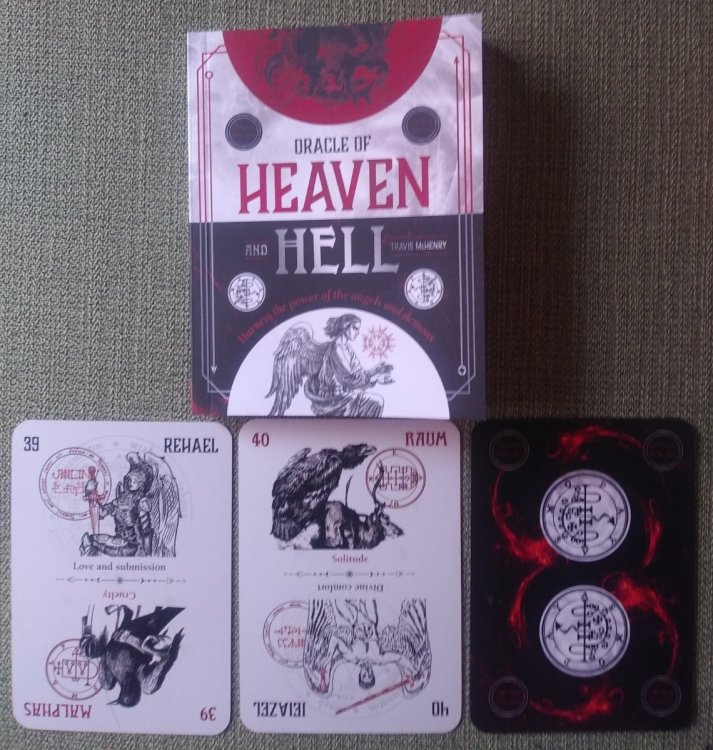 ORACLE OF
HEAVEN
AND HELL
TRAVIS McHENRY
Harness the power of the angels and demons
39 REHAEL
Love and submission
Cruelty
MALPHAS 39
40 RAUM
Solitude
Divine comfort
IEIAZEL 40